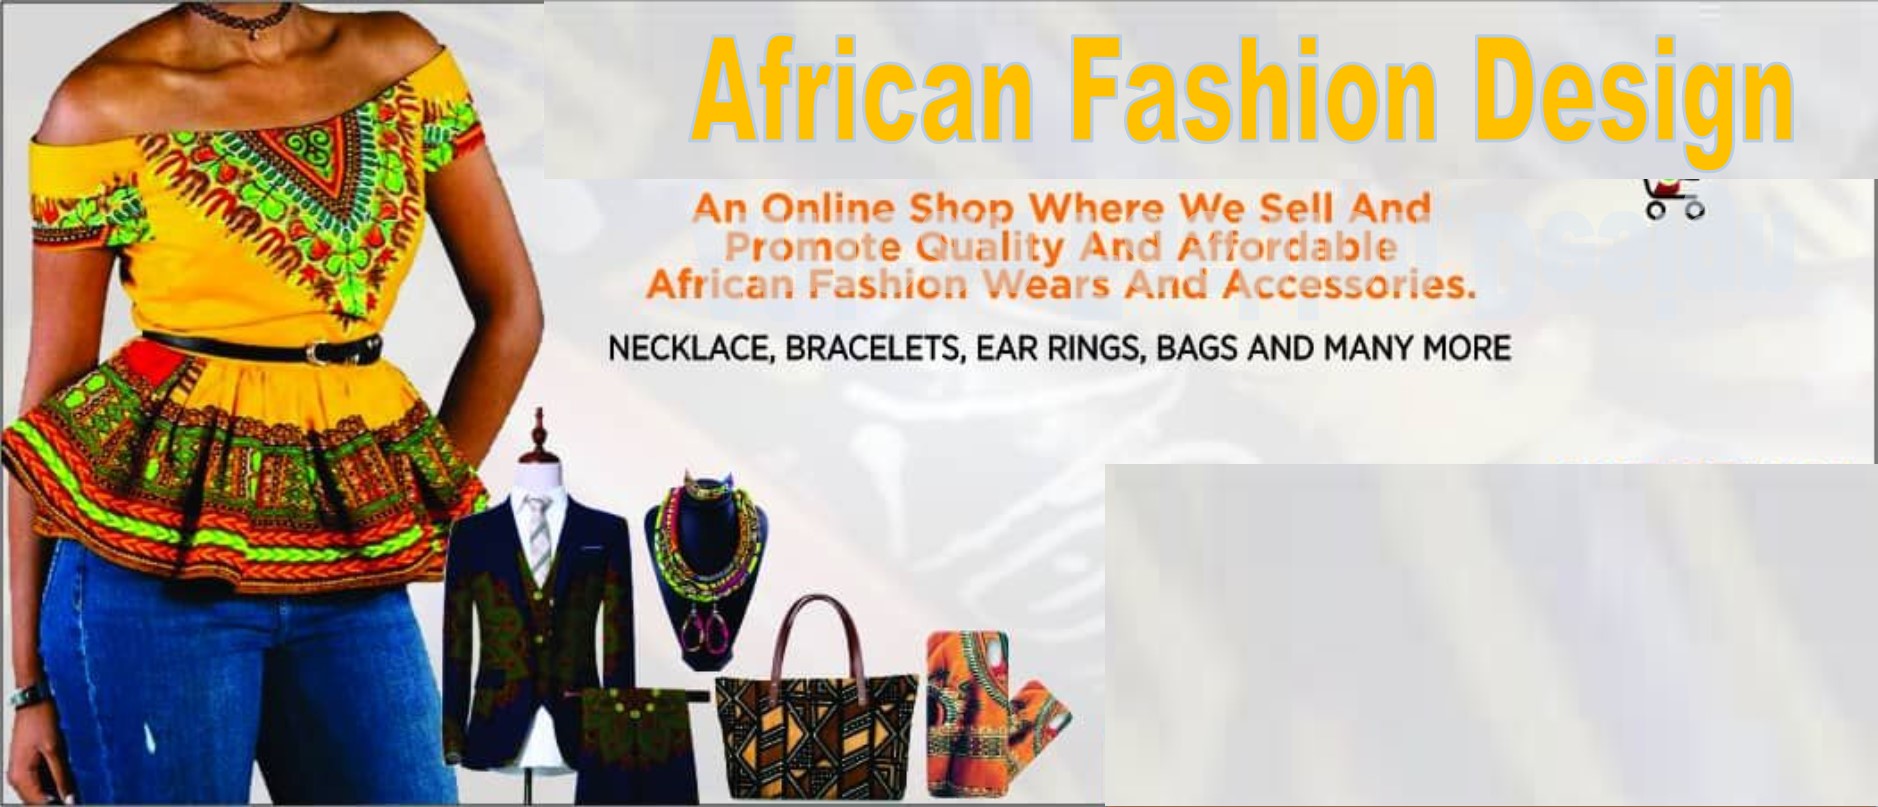 African Fashion Design
An Online Shop Where We Sell And
Promote Quality And Affordable
African Fashion Wears And Accessories.
NECKLACE, BRACELETS, EAR RINGS, BAGS AND MANY MORE